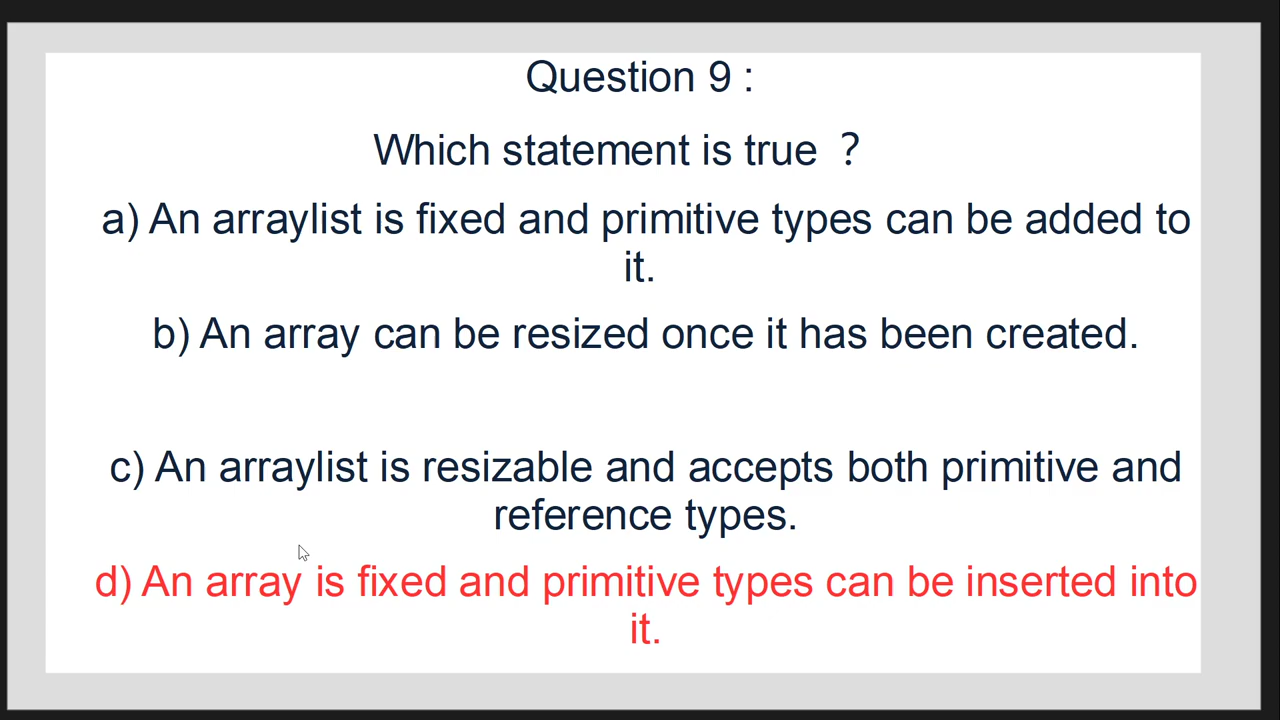 Question 9 :
Which statement is true ?
a) An arraylist is fixed and primitive types can be added to
it.
b) An array can be resized once it has been created.
c) An arraylist is resizable and accepts both primitive and
reference types.
d) An array is fixed and primitive types can be inserted into
it.